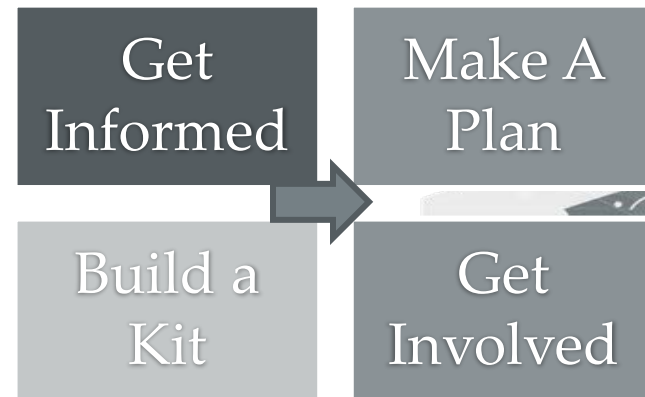 Get
Informed
Make A
Plan
Build a
Kit
Get
Involved